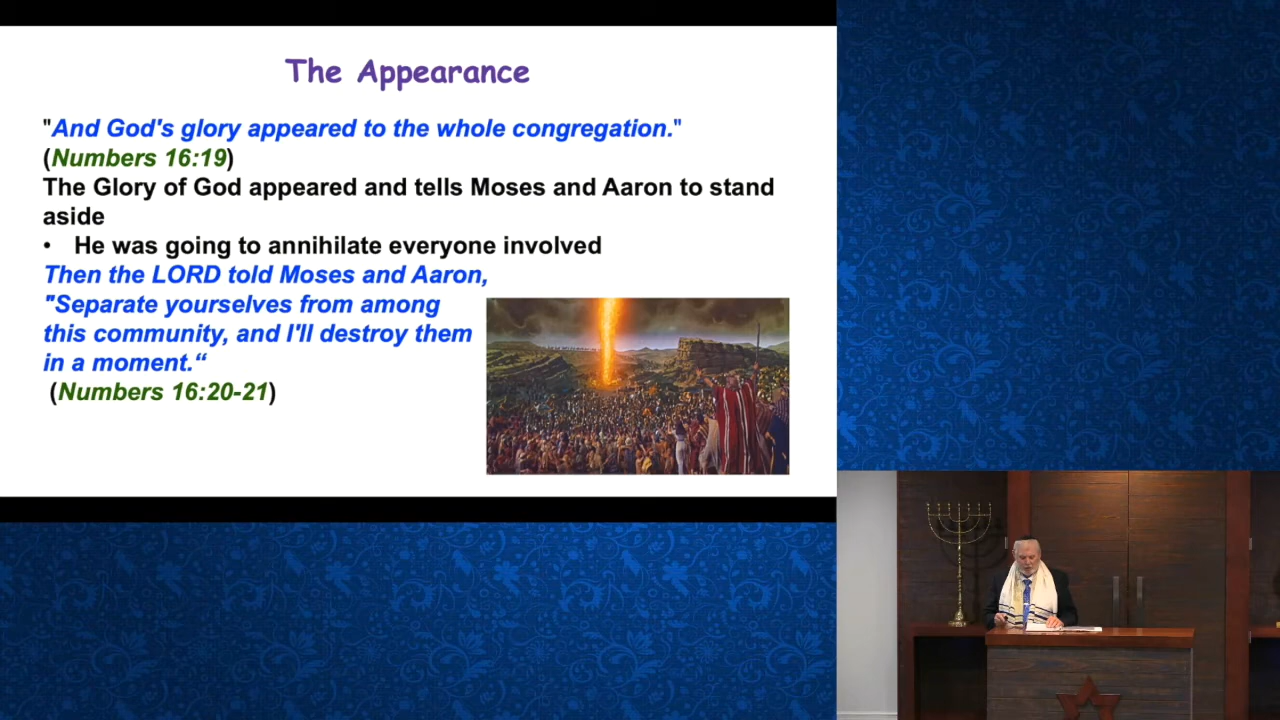 The Appearance
"And God's glory appeared to the whole congregation."
(Numbers 16:19)
The Glory of God appeared and tells Moses and Aaron to stand
aside
• He was going to annihilate everyone involved
Then the LORD told Moses and Aaron,
"Separate yourselves from among
this community, and I'll destroy them
in a moment.“
(Numbers 16:20-21)